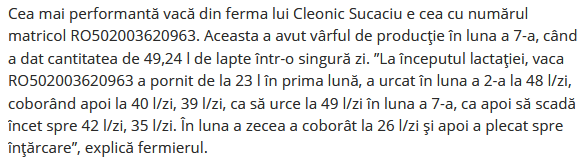 Cea mai performantă vacă din ferma lui Cleonic Sucaciu e cea cu numărul
matricol RO502003620963. Aceasta a avut vârful de producţie în luna a 7-a, când
a dat cantitatea de 49,24 l de lapte într-o singură zi. ”La începutul lactaţiei, vaca
RO502003620963 a pornit de la 23 l în prima lună, a urcat în luna a 2-a la 48 l/zi,
coborând apoi la 40 l/zi, 39 l/zi, ca să urce la 49 l/zi în luna a 7-a, ca apoi să scadă
încet spre 42 l/zi, 35 l/zi. În luna a zecea a coborât la 26 l/zi şi apoi a plecat spre
înţărcare”, explică fermierul.